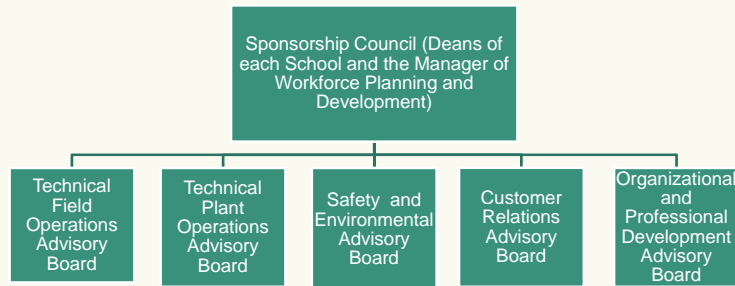 Sponsorship Council (Deans of
each School and the Manager of
Workforce Planning and
Development)
Technical
Field
Operations
Advisory
Board
Technical
Plant
Operations
Advisory
Board
Safety and
Environmental
Advisory
Board
Customer
Relations
Advisory
Board
Organizational
and
Professional
Development
Advisory
Board